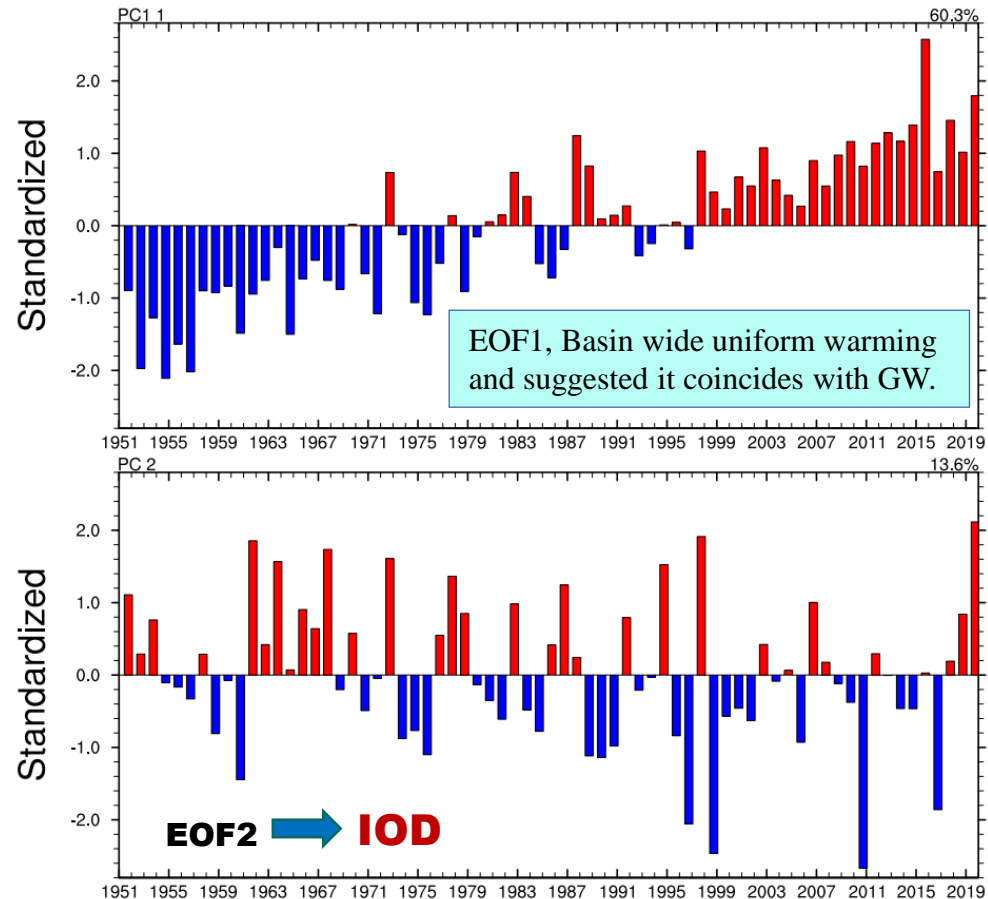 PC1 1 60.3%
Standardized
2.0
1.0
0.0
-1.0
-2.0
EOF1, Basin wide uniform warming
and suggested it coincides with GW.
1951 1955 1959 1963 1967 1971 1975 1979 1983 1987 1991 1995 1999 2003 2007 2011 2015 2019
PC 2 13.6%
Standardized
2.0
1.0
0.0
-1.0
-2.0
EOF2 IOD
1951 1955 1959 1963 1967 1971 1975 1979 1983 1987 1991 1995 1999 2003 2007 2011 2015 2019